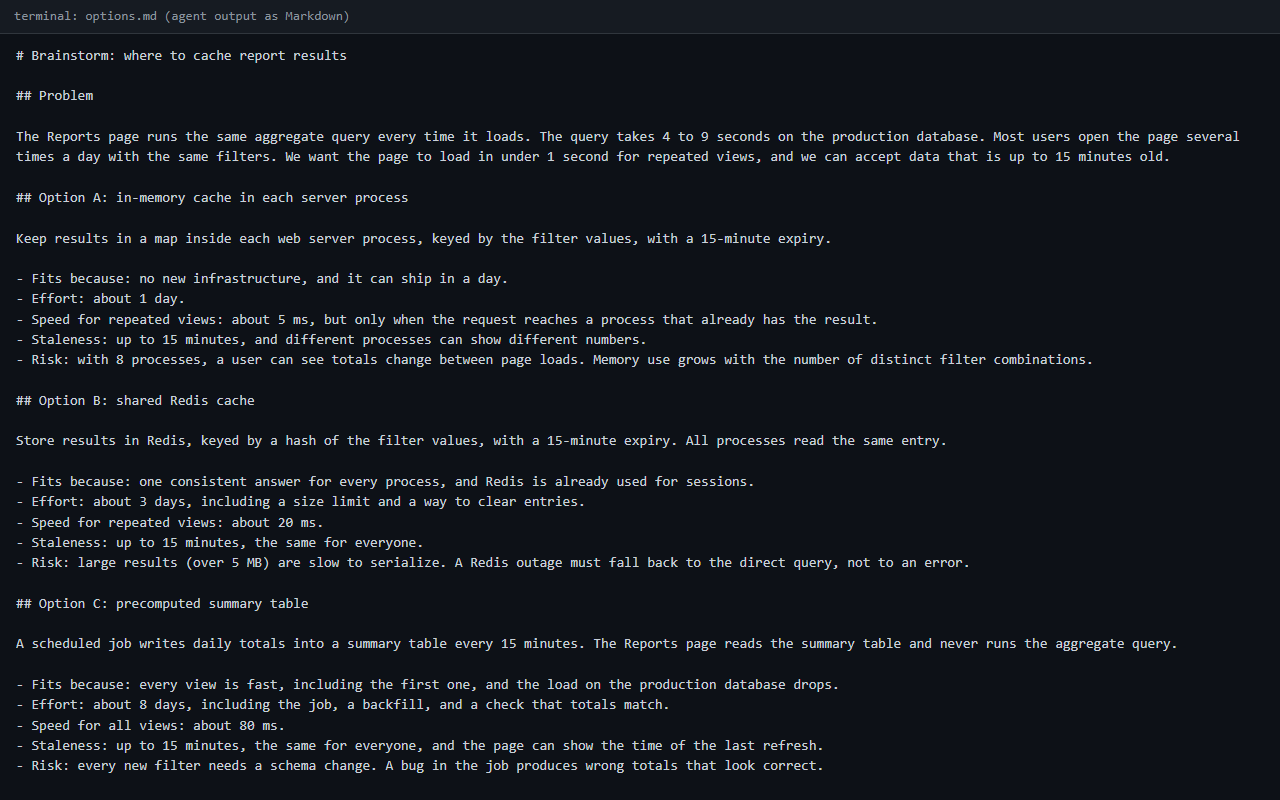 terminal: options.md (agent output as Markdown)
# Brainstorm: where to cache report results
## Problem
The Reports page runs the same aggregate query every time it loads. The query takes 4 to 9 seconds on the production database. Most users open the page several
times a day with the same filters. We want the page to load in under 1 second for repeated views, and we can accept data that is up to 15 minutes old.
## Option A: in-memory cache in each server process
Keep results in a map inside each web server process, keyed by the filter values, with a 15-minute expiry.
- Fits because: no new infrastructure, and it can ship in a day.
- Effort: about 1 day.
- Speed for repeated views: about 5 ms, but only when the request reaches a process that already has the result.
- Staleness: up to 15 minutes, and different processes can show different numbers.
- Risk: with 8 processes, a user can see totals change between page loads. Memory use grows with the number of distinct filter combinations.
## Option B: shared Redis cache
Store results in Redis, keyed by a hash of the filter values, with a 15-minute expiry. All processes read the same entry.
- Fits because: one consistent answer for every process, and Redis is already used for sessions.
- Effort: about 3 days, including a size limit and a way to clear entries.
- Speed for repeated views: about 20 ms.
- Staleness: up to 15 minutes, the same for everyone.
- Risk: large results (over 5 MB) are slow to serialize. A Redis outage must fall back to the direct query, not to an error.
## Option C: precomputed summary table
A scheduled job writes daily totals into a summary table every 15 minutes. The Reports page reads the summary table and never runs the aggregate query.
- Fits because: every view is fast, including the first one, and the load on the production database drops.
- Effort: about 8 days, including the job, a backfill, and a check that totals match.
- Speed for all views: about 80 ms.
- Staleness: up to 15 minutes, the same for everyone, and the page can show the time of the last refresh.
- Risk: every new filter needs a schema change. A bug in the job produces wrong totals that look correct.